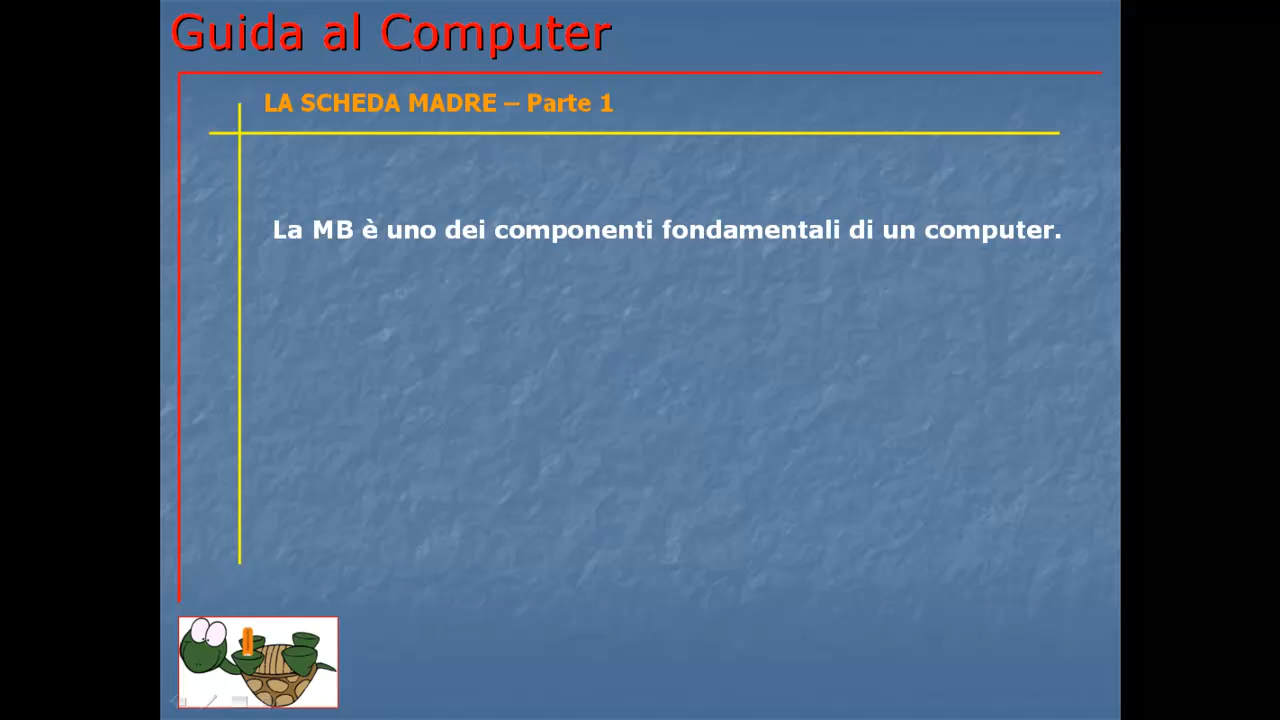 Guida al Computer
LA SCHEDA MADRE – Parte 1
La MB è uno dei componenti fondamentali di un computer.